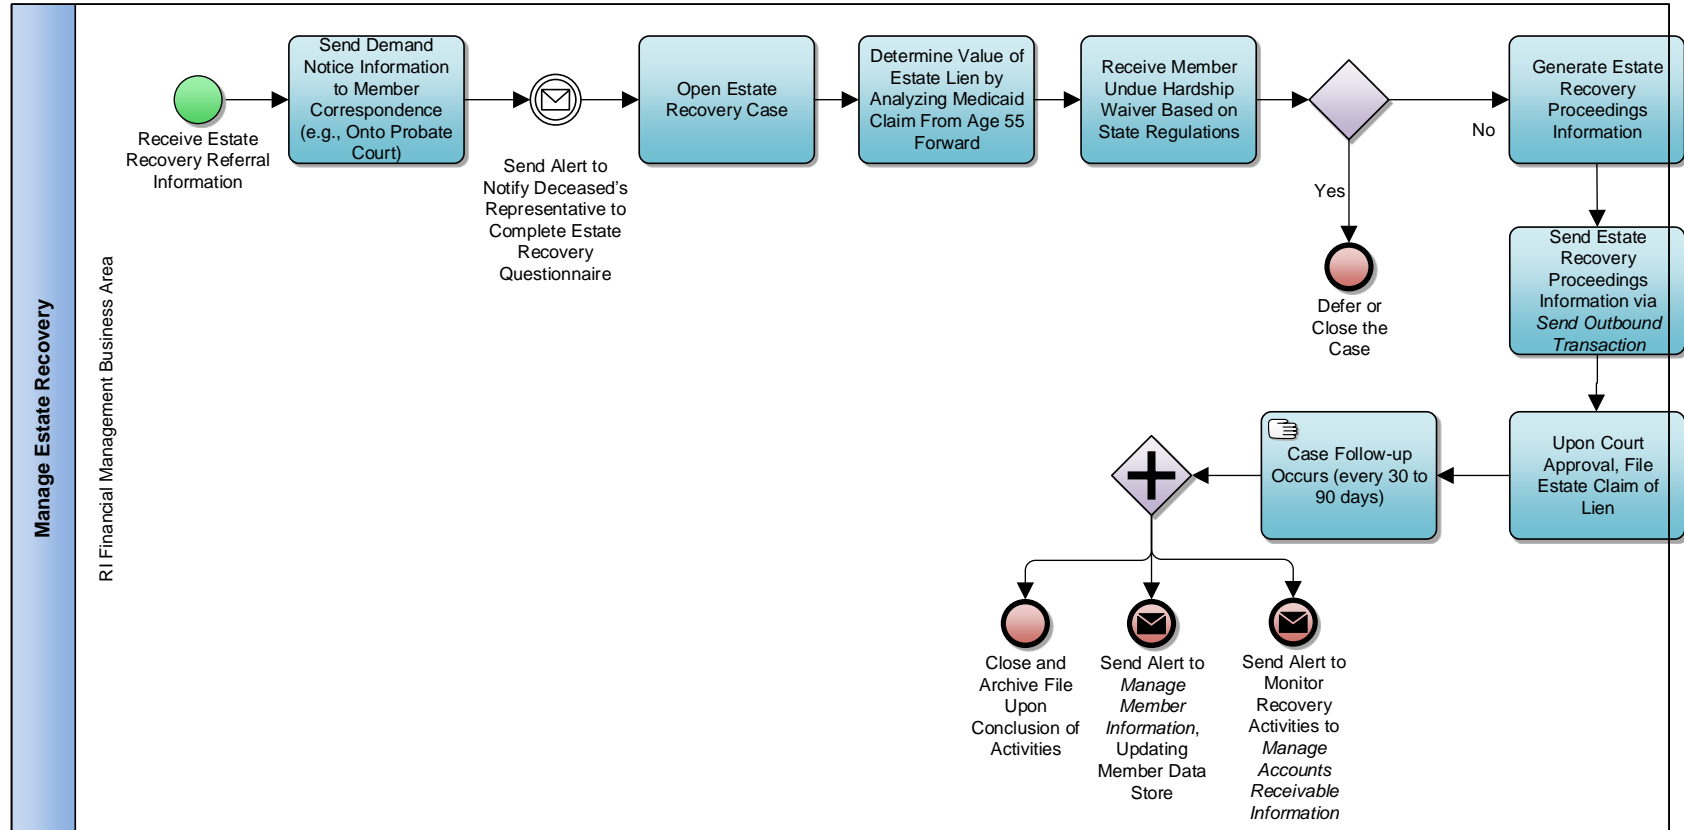 Manage Estate Recovery
RI Financial Management Business Area
Receive Estate
Recovery Referral
Information
Send Demand
Notice Information
to Member
Correspondence
(e.g., Onto Probate
Court)
Send Alert to
Notify Deceased’s
Representative to
Complete Estate
Recovery
Questionnaire
Open Estate
Recovery Case
Determine Value of
Estate Lien by
Analyzing Medicaid
Claim From Age 55
Forward
Receive Member
Undue Hardship
Waiver Based on
State Regulations
Yes
No
Defer or
Close the
Case
Generate Estate
Recovery
Proceedings
Information
Send Estate
Recovery
Proceedings
Information via
Send Outbound
Transaction
Upon Court
Approval, File
Estate Claim of
Lien
Case Follow-up
Occurs (every 30 to
90 days)
Close and
Archive File
Upon
Conclusion of
Activities
Send Alert to
Manage
Member
Information,
Updating
Member Data
Store
Send Alert to
Monitor
Recovery
Activities to
Manage
Accounts
Receivable
Information